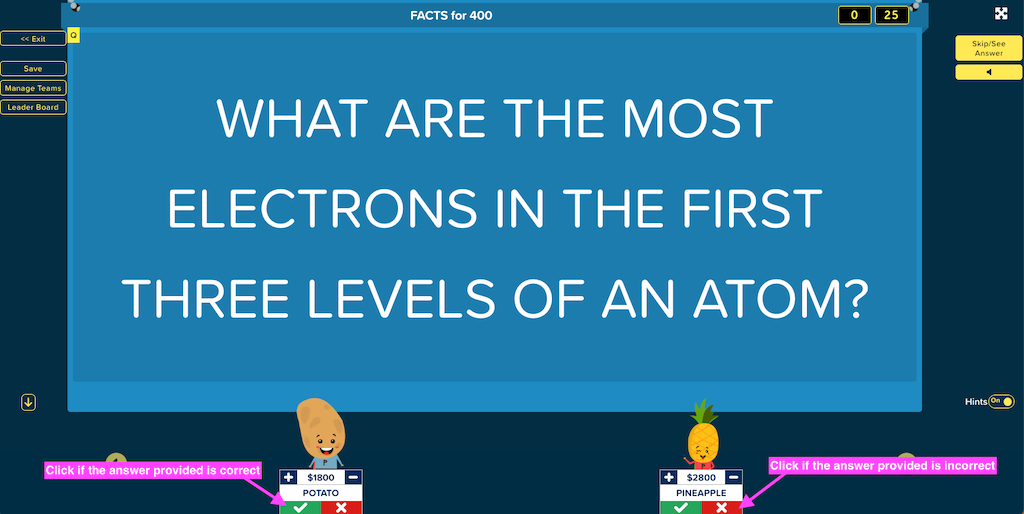 FACTS for 400
0 25
<< Exit
Q
Skip/See
Answer
Save
Manage Teams
Leader Board
WHAT ARE THE MOST
ELECTRONS IN THE FIRST
THREE LEVELS OF AN ATOM?
Hints On
Click if the answer provided is correct
Click if the answer provided is incorrect
P
P
+ $1800 −
+ $2800 −
POTATO
PINEAPPLE